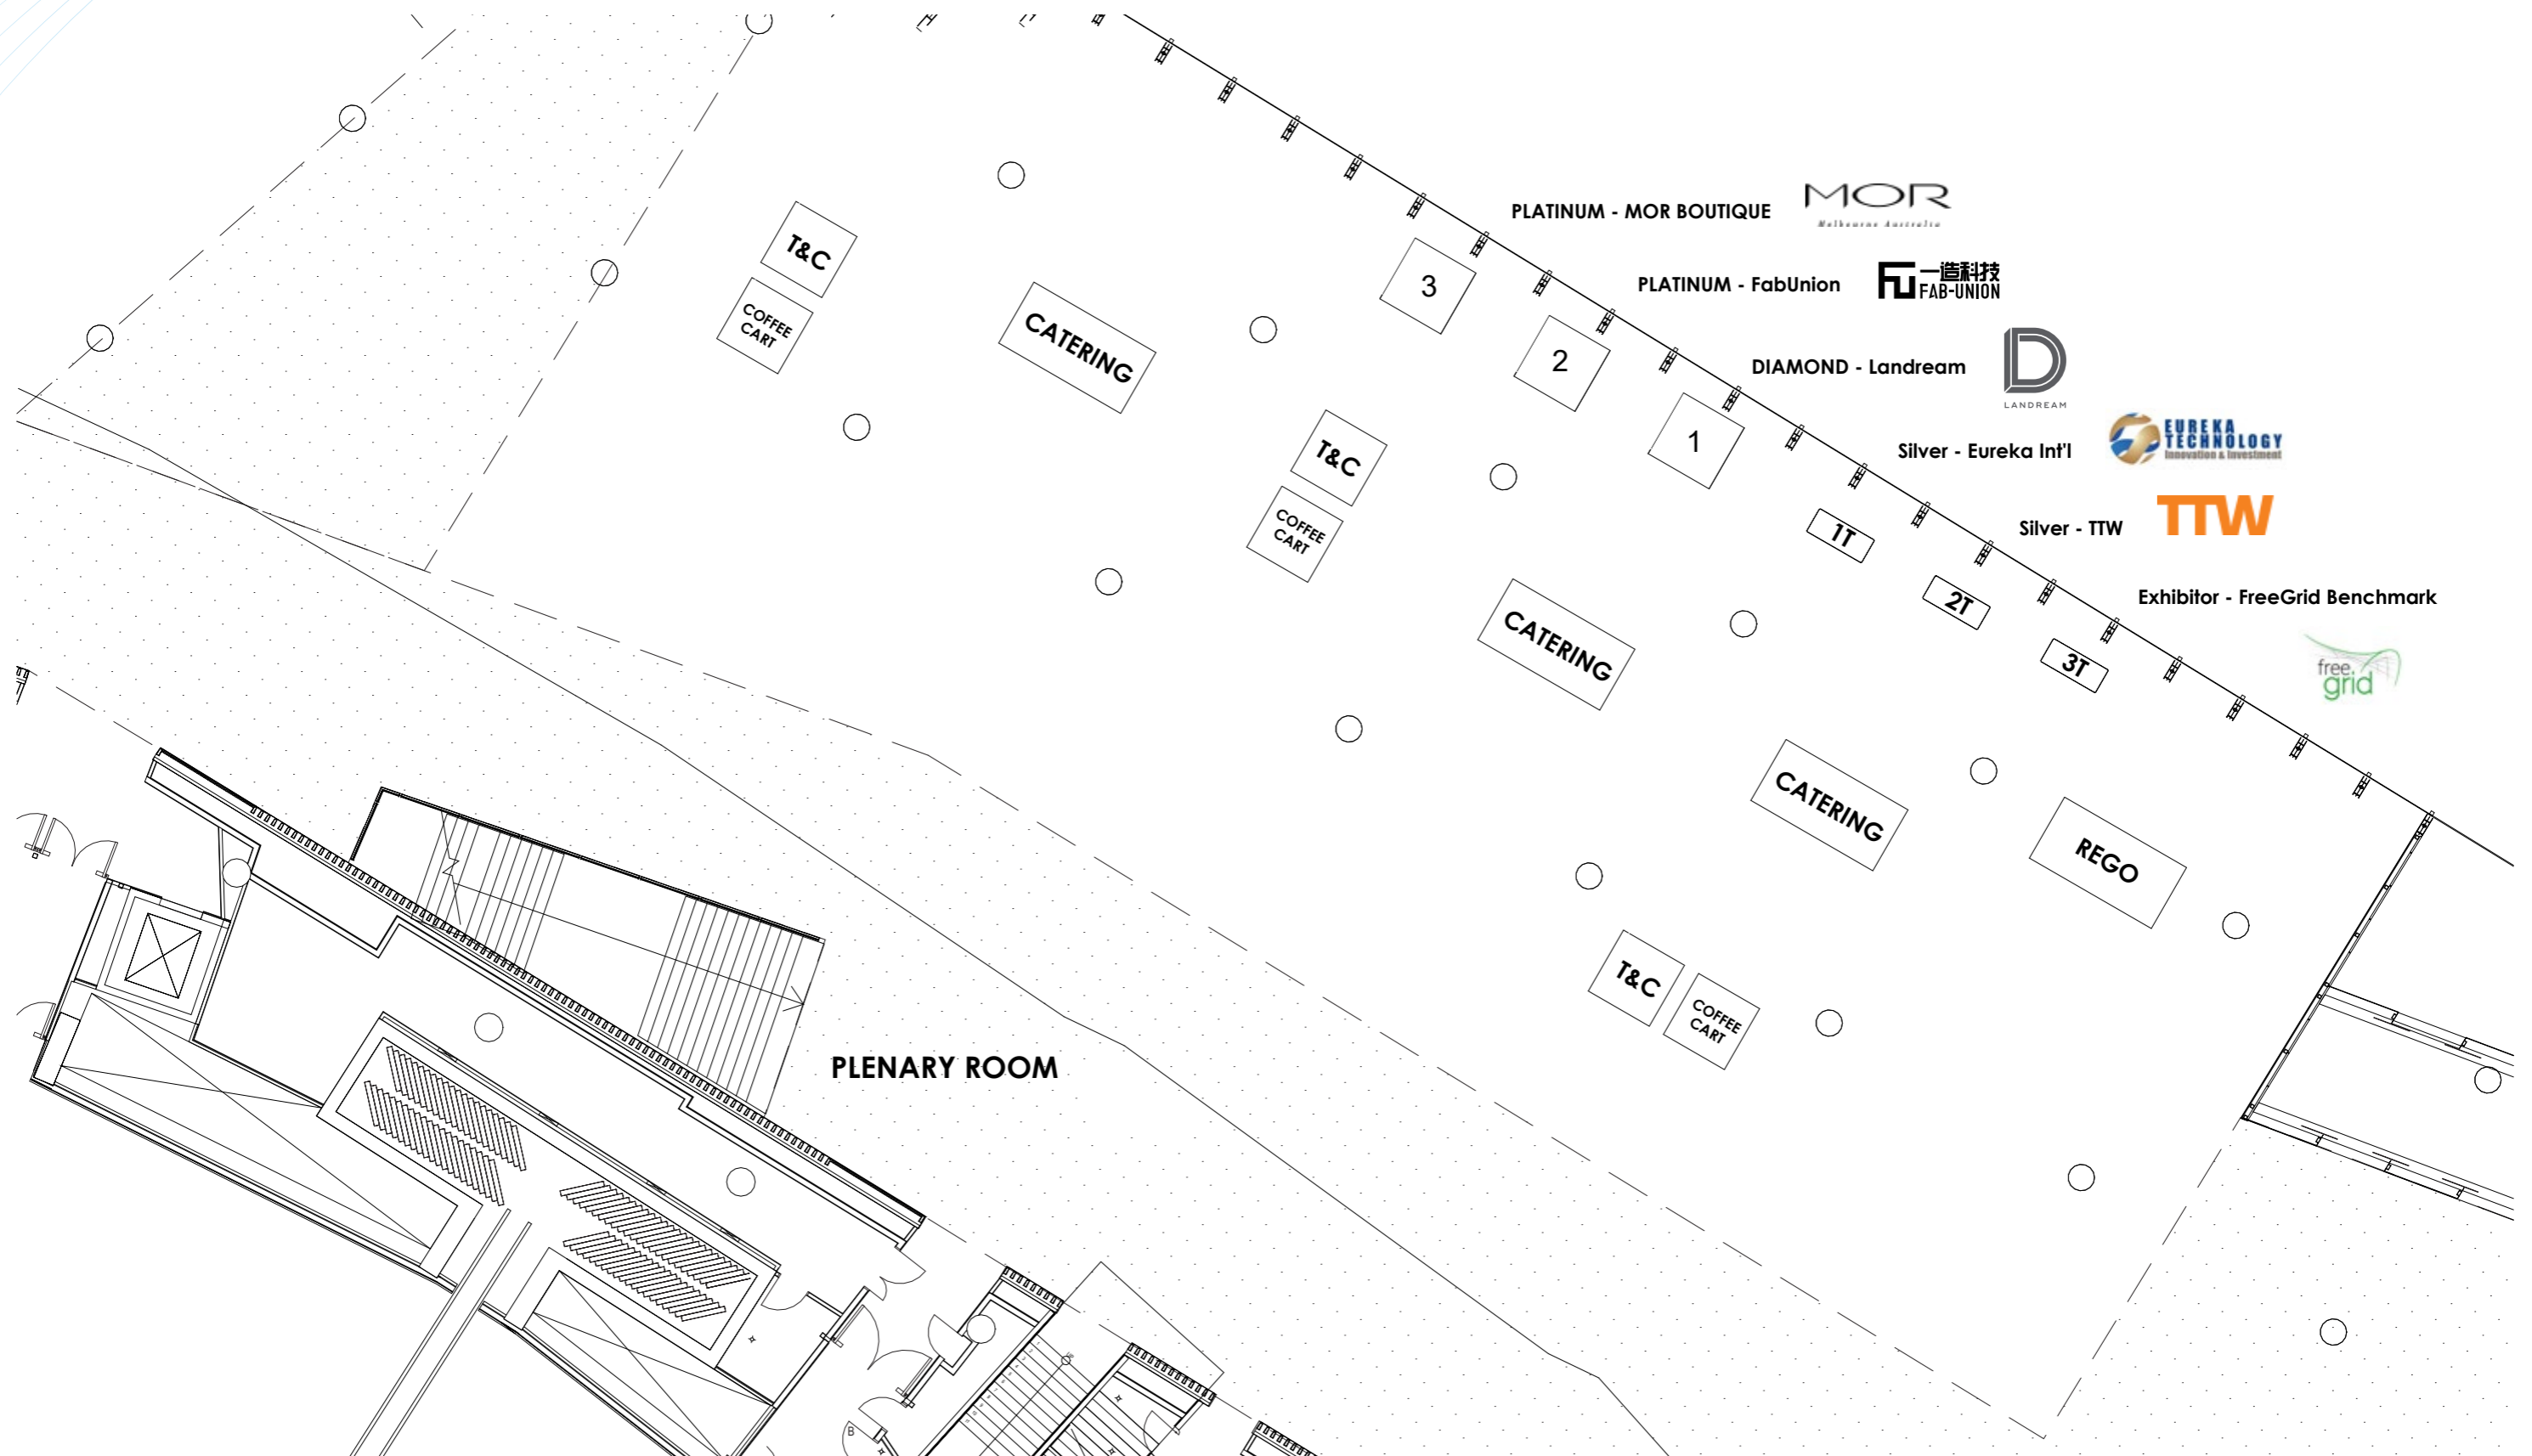 PLATINUM - MOR BOUTIQUE
MOR
Melbourne Australia
T&C
COFFEE
CART
CATERING
3
PLATINUM - FabUnion
一造科技
FAB-UNION
2
DIAMOND - Landream
LANDREAM
1
Silver - Eureka Int'l
EUREKA
TECHNOLOGY
Innovation & Investment
T&C
COFFEE
CART
1T
Silver - TTW
TTW
2T
Exhibitor - FreeGrid Benchmark
3T
free.
grid
CATERING
CATERING
REGO
T&C
COFFEE
CART
PLENARY ROOM
B